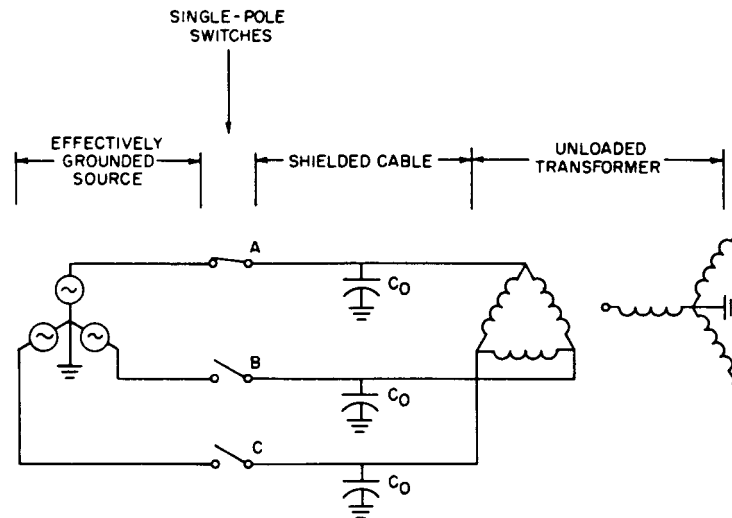 SINGLE-POLE
SWITCHES
EFFECTIVELY
GROUNDED
SOURCE
SHIELDED CABLE
UNLOADED
TRANSFORMER
A
C₀
B
C₀
C
C₀